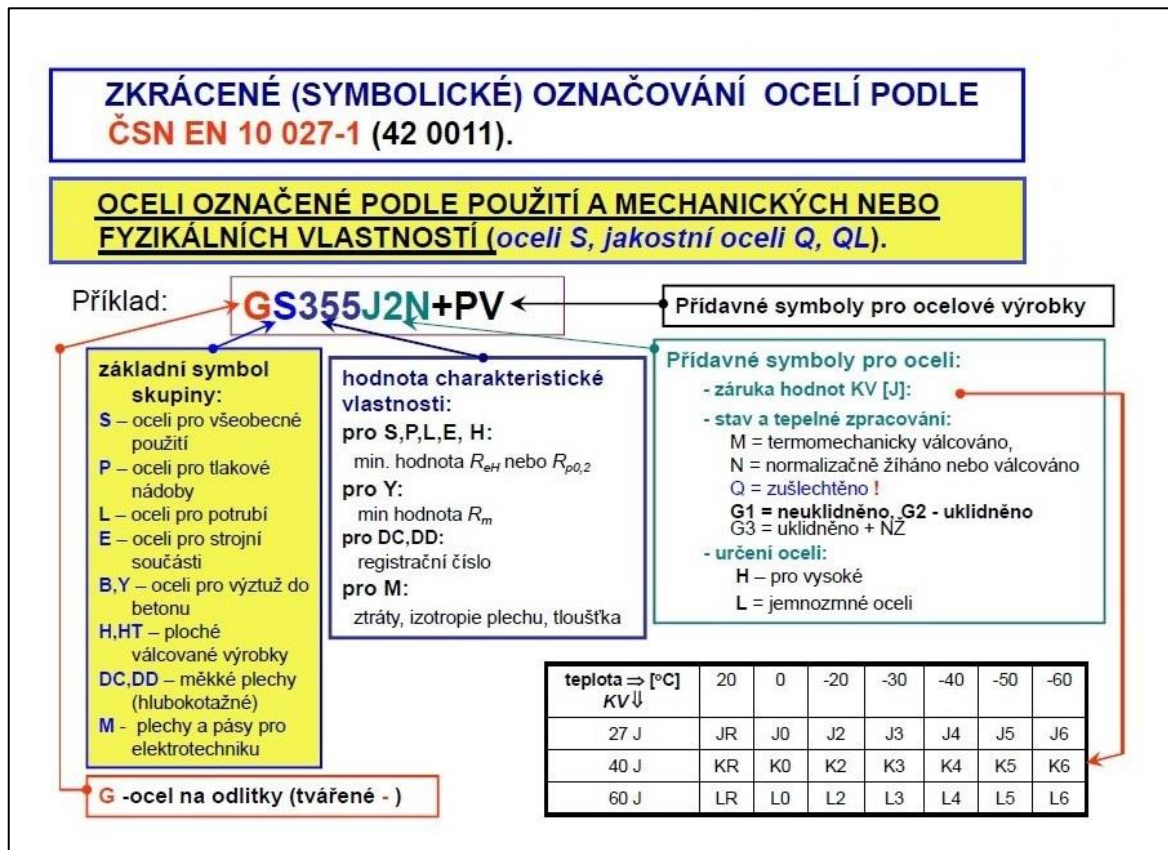 ZKRÁCENÉ (SYMBOLICKÉ) OZNAČOVÁNÍ OCELÍ PODLE
ČSN EN 10 027-1 (42 0011).
OCELI OZNAČENÉ PODLE POUŽITÍ A MECHANICKÝCH NEBO
FYZIKÁLNÍCH VLASTNOSTÍ (oceli S, jakostní oceli Q, QL).
Příklad:
GS355J2N+PV
Přídavné symboly pro ocelové výrobky
základní symbol
skupiny:
S – oceli pro všeobecné
použití
P – oceli pro tlakové
nádoby
L – oceli pro potrubí
E – oceli pro strojní
součásti
B,Y – oceli pro výztuž do
betonu
H,HT – ploché
válcované výrobky
DC,DD – měkké plechy
(hlubokotažné)
M - plechy a pásy pro
elektrotechniku
hodnota charakteristické
vlastnosti:
pro S,P,L,E, H:
min. hodnota ReH nebo Rp0,2
pro Y:
min hodnota Rm
pro DC,DD:
registrační číslo
pro M:
ztráty, izotropie plechu, tloušťka
Přídavné symboly pro oceli:
- záruka hodnot KV [J]:
- stav a tepelné zpracování:
M = termomechanicky válcováno,
N = normalizačně žíháno nebo válcováno
Q = zušlechtěno !
G1 = neuklidněno, G2 - uklidněno
G3 = uklidněno + NŽ
- určení oceli:
H – pro vysoké
L = jemnozrnné oceli
teplota ⇒ [°C] 20 0 -20 -30 -40 -50 -60
KV⇓
27 J JR J0 J2 J3 J4 J5 J6
40 J KR K0 K2 K3 K4 K5 K6
60 J LR L0 L2 L3 L4 L5 L6
G -ocel na odlitky (tvářené - )